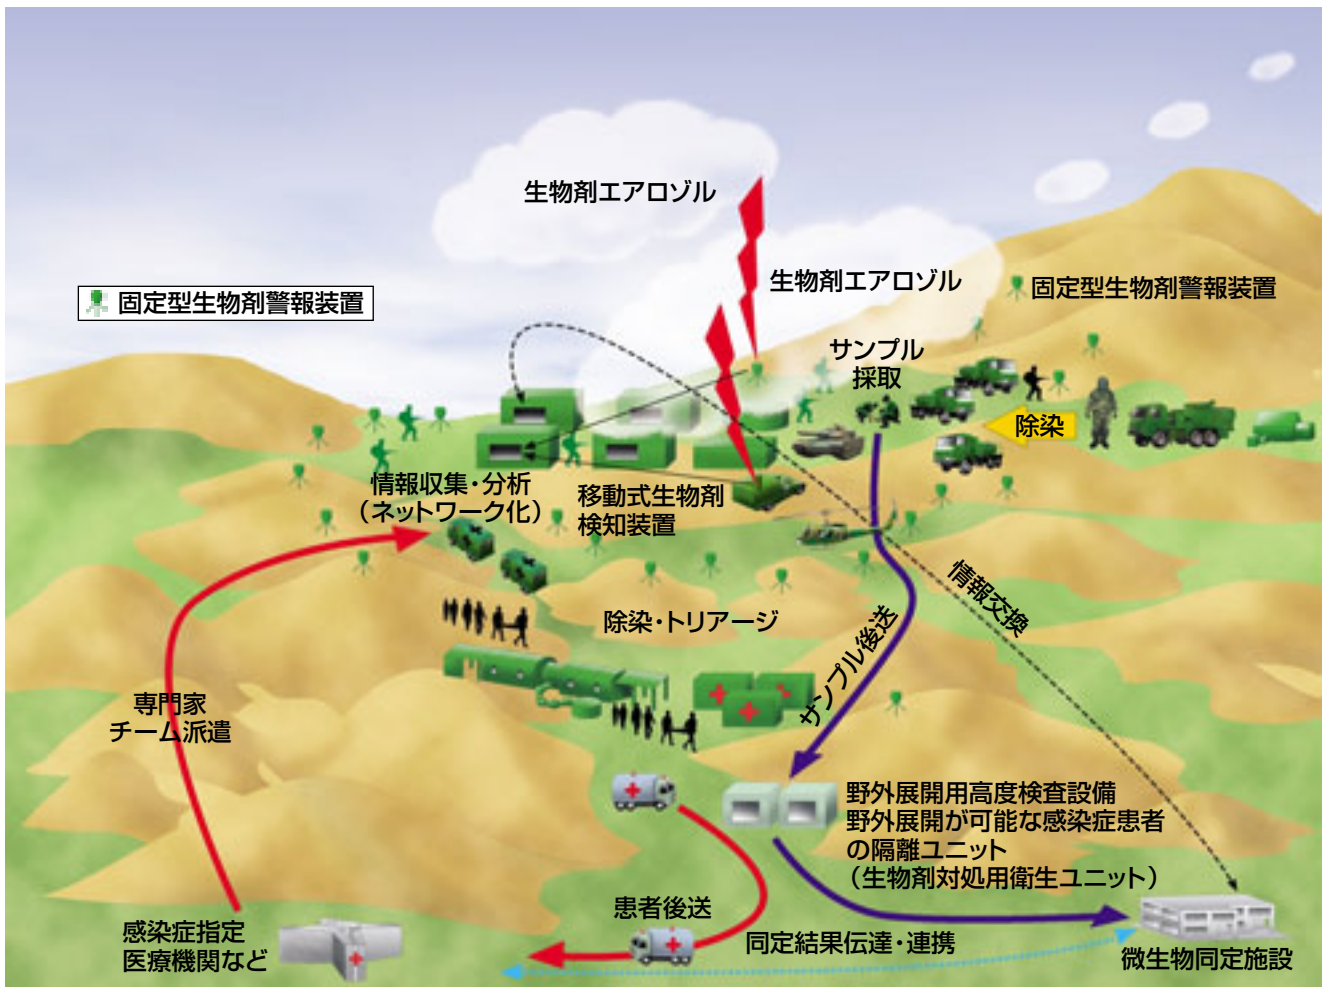 生物剤エアロゾル
生物剤エアロゾル
固定型生物剤警報装置
固定型生物剤警報装置
サンプル
採取
除染
情報収集・分析
（ネットワーク化）
移動式生物剤
検知装置
情報交換
除染・トリアージ
サンプル後送
専門家
チーム派遣
野外展開用高度検査設備
野外展開が可能な感染症患者
の隔離ユニット
（生物剤対処用衛生ユニット）
患者後送
感染症指定
医療機関など
同定結果伝達・連携
微生物同定施設